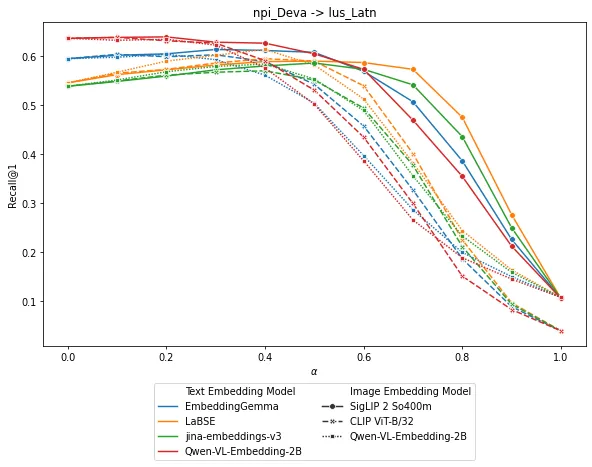 npi_Deva -> lus_Latn
Recall@1
0.6
0.5
0.4
0.3
0.2
0.1
0.0 0.2 0.4 0.6 0.8 1.0
α
Text Embedding Model
EmbeddingGemma
LaBSE
jina-embeddings-v3
Qwen-VL-Embedding-2B
Image Embedding Model
SigLIP 2 So400m
CLIP ViT-B/32
Qwen-VL-Embedding-2B